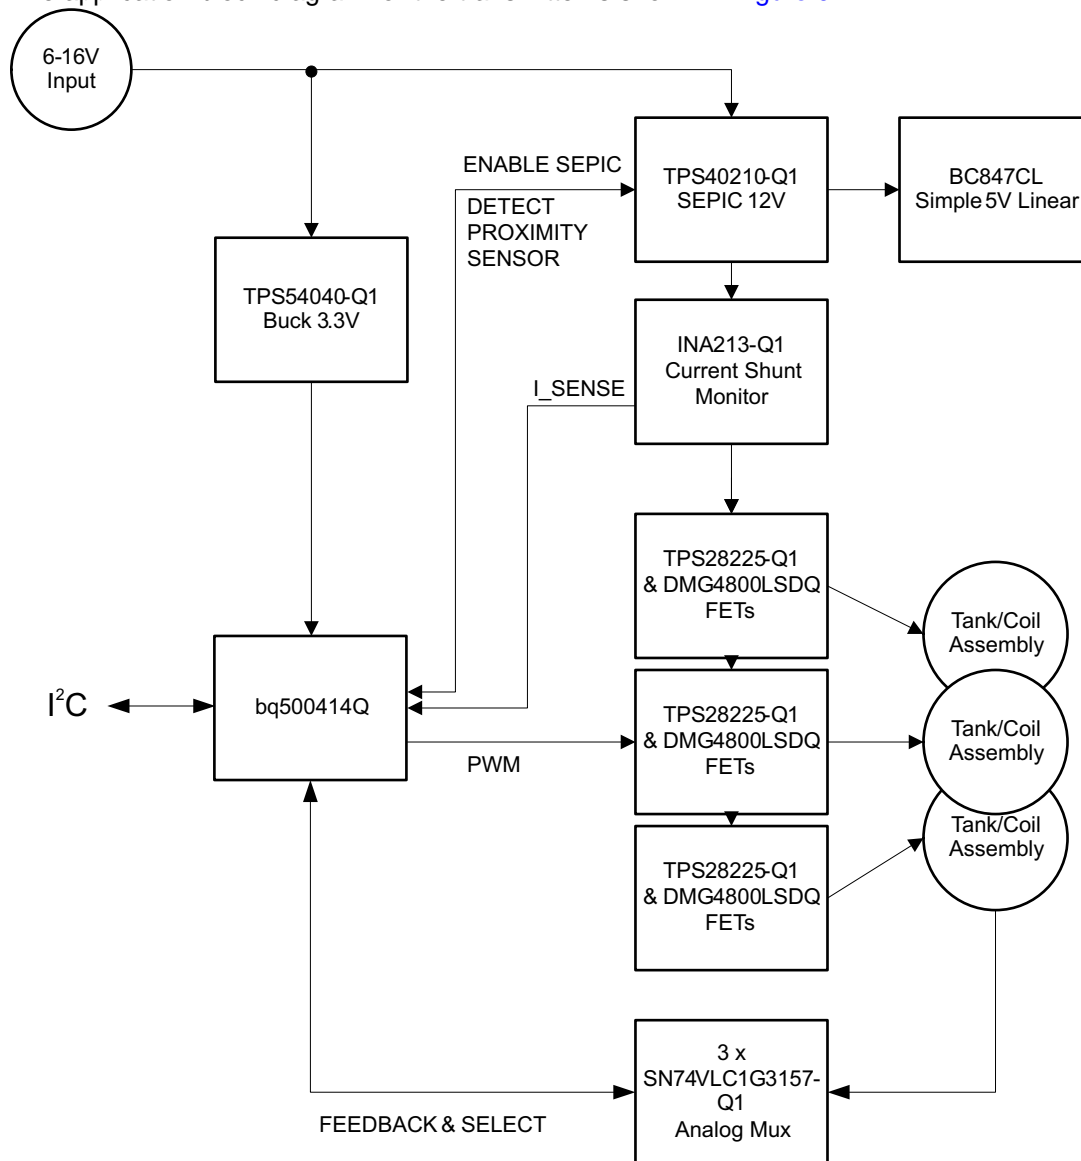 6-16V
Input
ENABLE SEPIC
DETECT
PROXIMITY
SENSOR
TPS40210-Q1
SEPIC 12V
BC847CL
Simple 5V Linear
TPS54040-Q1
Buck 3.3V
INA213-Q1
Current Shunt
Monitor
I_SENSE
TPS28225-Q1
& DMG4800LSDQ
FETs
Tank/Coil
Assembly
I²C
bq500414Q
PWM
TPS28225-Q1
& DMG4800LSDQ
FETs
Tank/Coil
Assembly
TPS28225-Q1
& DMG4800LSDQ
FETs
Tank/Coil
Assembly
3 x
SN74VLC1G3157-
Q1
Analog Mux
FEEDBACK & SELECT